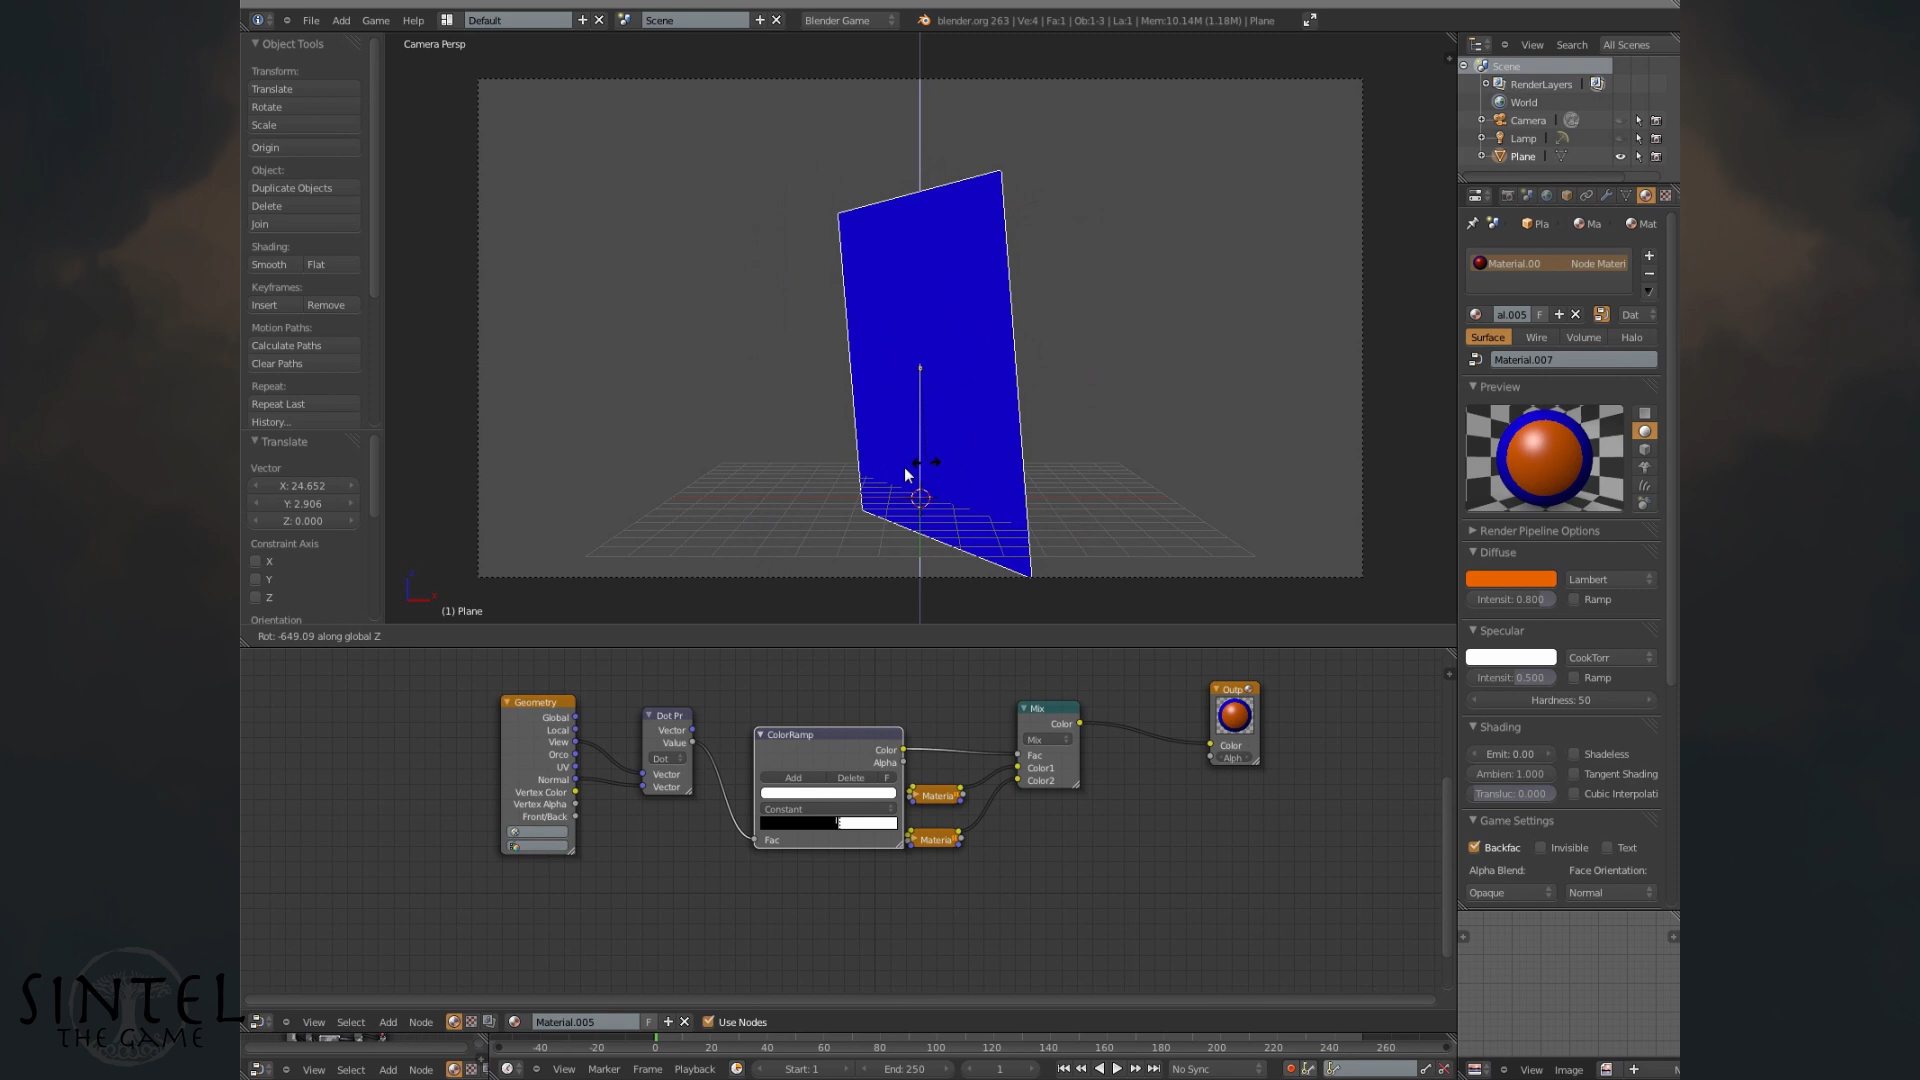 File Add Game Help Default Scene Blender Game blender.org 263 | Ve:4 | Fa:1 | Ob:1-3 | La:1 | Mem:10.14M (1.18M) | Plane
Object Tools
Transform:
Translate
Rotate
Scale
Origin
Object:
Duplicate Objects
Delete
Join
Shading:
Smooth Flat
Keyframes:
Insert Remove
Motion Paths:
Calculate Paths
Clear Paths
Repeat:
Repeat Last
History...
Translate
Vector
X: 24.652
Y: 2.906
Z: 0.000
Constraint Axis
X
Y
Z
Orientation
Camera Persp
(1) Plane
Rot: -649.09 along global Z
View Search All Scenes
Scene
RenderLayers
World
Camera
Lamp
Plane
Pla Ma Mat
Material.00 Node Materi
al.005 F Dat
Surface Wire Volume Halo
Material.007
Preview
Render Pipeline Options
Diffuse
Lambert
Intensit: 0.800 Ramp
Specular
CookTorr
Intensit: 0.500 Ramp
Hardness: 50
Shading
Emit: 0.00 Shadeless
Ambien: 1.000 Tangent Shading
Transluc: 0.000 Cubic Interpolati
Game Settings
Backfac Invisible Text
Alpha Blend: Face Orientation:
Opaque Normal
Geometry
Global
Local
View
Orco
UV
Normal
Vertex Color
Vertex Alpha
Front/Back
Dot Pr
Vector
Value
Dot
Vector
Vector
ColorRamp
Color
Alpha
Add Delete F
Constant
Fac
Materia
Materia
Mix
Color
Mix
Fac
Color1
Color2
Outp
Color
Alph
View Select Add Node Material.005 F Use Nodes
-40 -20 0 20 40 60 80 100 120 140 160 180 200 220 240 260
View Select Add Node View Marker Frame Playback Start: 1 End: 250 1 No Sync View Image N
SINTEL
THE GAME